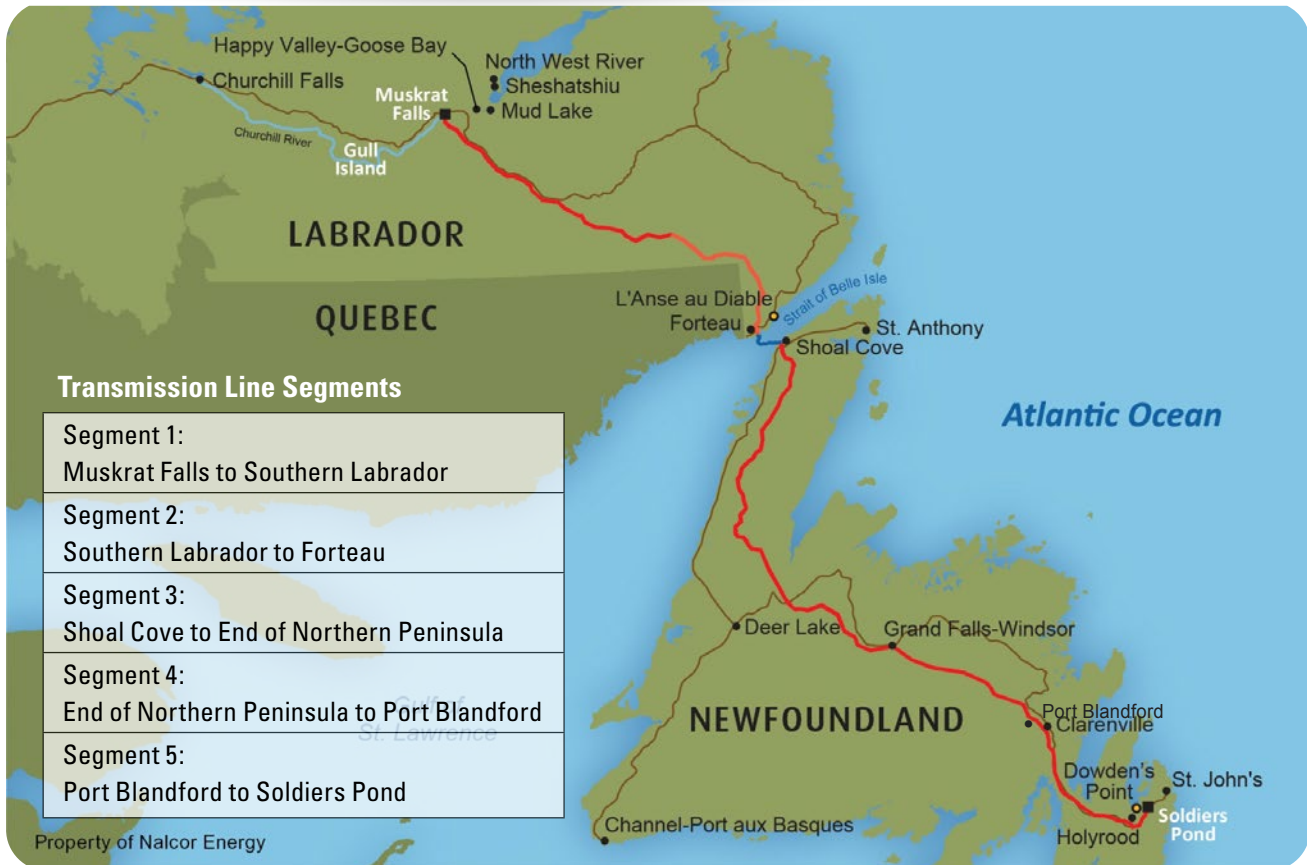 Happy Valley-Goose Bay
North West River
Churchill Falls
Sheshatshiu
Muskrat
Falls
Mud Lake
Churchill River
Gull
Island
LABRADOR
QUEBEC
L'Anse au Diable
Strait of Belle Isle
Forteau
St. Anthony
Shoal Cove
Atlantic Ocean
Transmission Line Segments
Segment 1:
Muskrat Falls to Southern Labrador
Segment 2:
Southern Labrador to Forteau
Segment 3:
Shoal Cove to End of Northern Peninsula
Segment 4:
End of Northern Peninsula to Port Blandford
Segment 5:
Port Blandford to Soldiers Pond
Gulf of
St. Lawrence
Deer Lake
Grand Falls-Windsor
NEWFOUNDLAND
Port Blandford
Clarenville
Dowden's
Point
St. John's
Soldiers
Pond
Holyrood
Channel-Port aux Basques
Property of Nalcor Energy